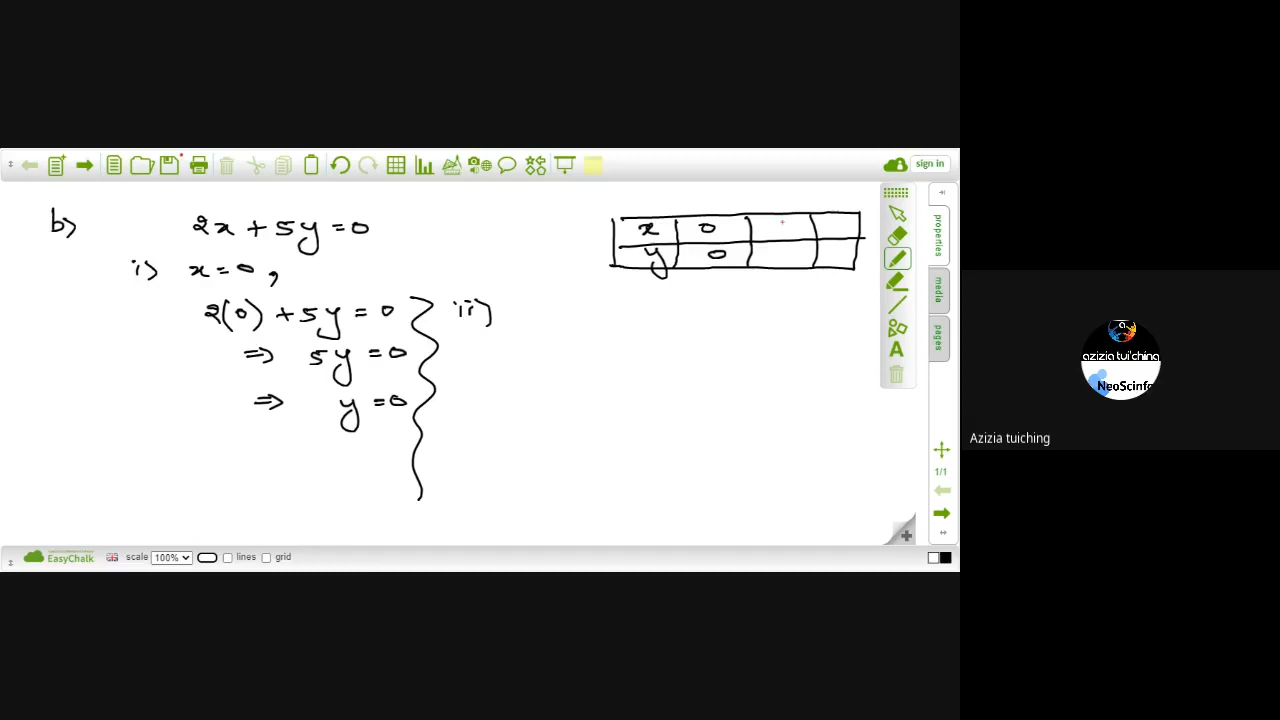 sign in
b) 2x + 5y = 0
i) x = 0 ,
2(0) + 5y = 0
⇒ 5y = 0
⇒ y = 0
ii)
x 0
y 0
properties
media
pages
1/1
EasyChalk
scale 100% lines grid
azizia tui'ching
NeoScinfo
Azizia tuiching